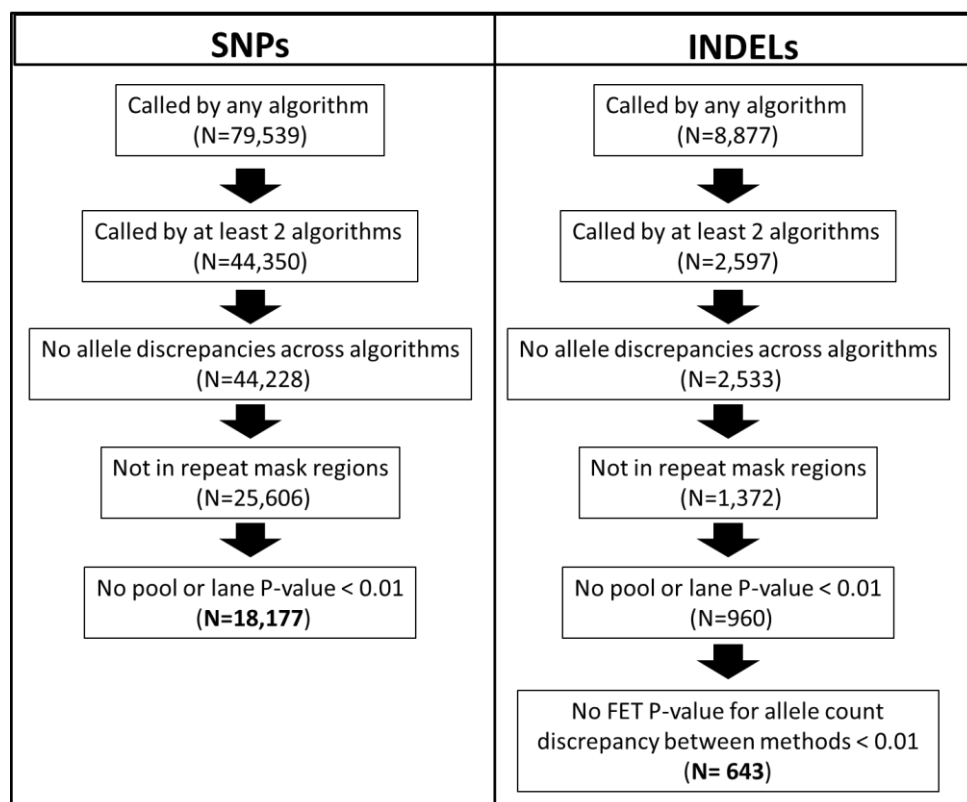 SNPs
Called by any algorithm
(N=79,539)
Called by at least 2 algorithms
(N=44,350)
No allele discrepancies across algorithms
(N=44,228)
Not in repeat mask regions
(N=25,606)
No pool or lane P-value < 0.01
(N=18,177)
INDELs
Called by any algorithm
(N=8,877)
Called by at least 2 algorithms
(N=2,597)
No allele discrepancies across algorithms
(N=2,533)
Not in repeat mask regions
(N=1,372)
No pool or lane P-value < 0.01
(N=960)
No FET P-value for allele count
discrepancy between methods < 0.01
(N= 643)